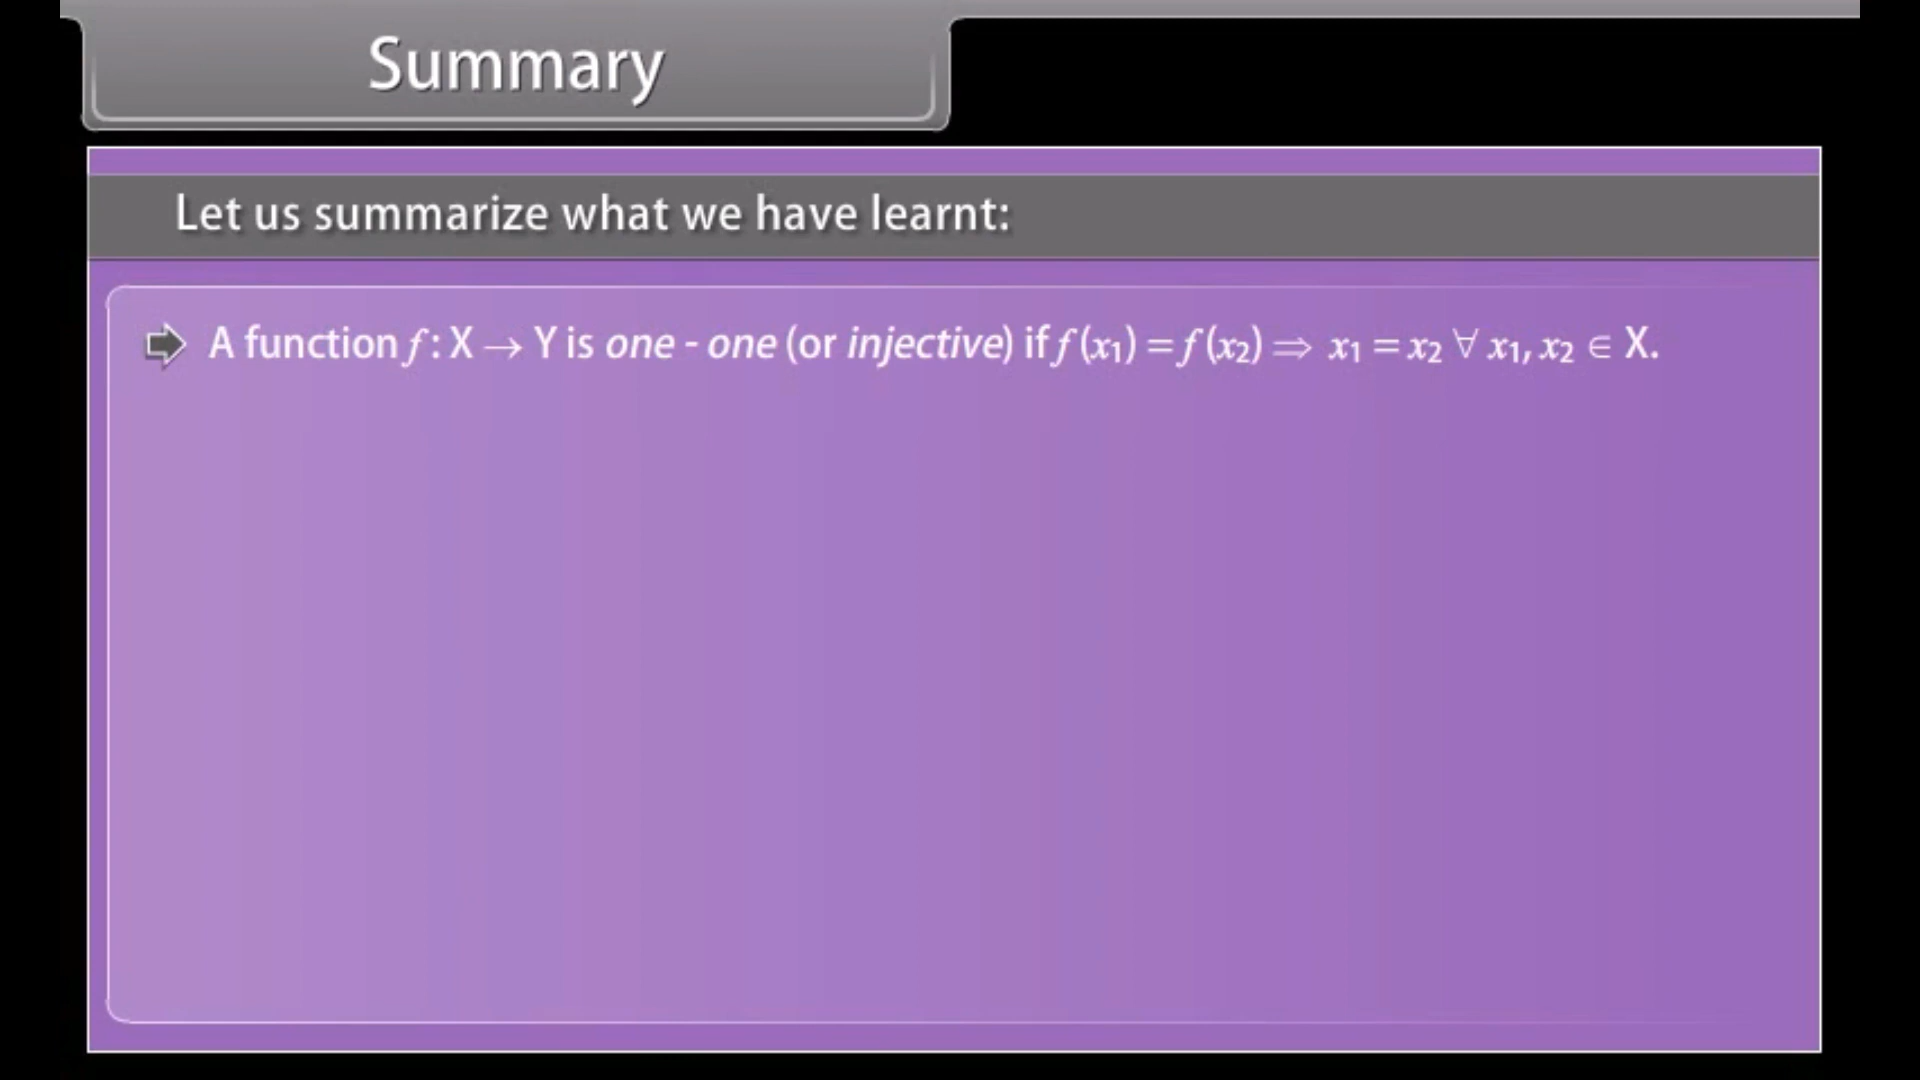 Summary
Let us summarize what we have learnt:
A function f : X → Y is one - one (or injective) if f (x₁) = f (x₂) ⇒ x₁ = x₂ ∀ x₁, x₂ ∈ X.